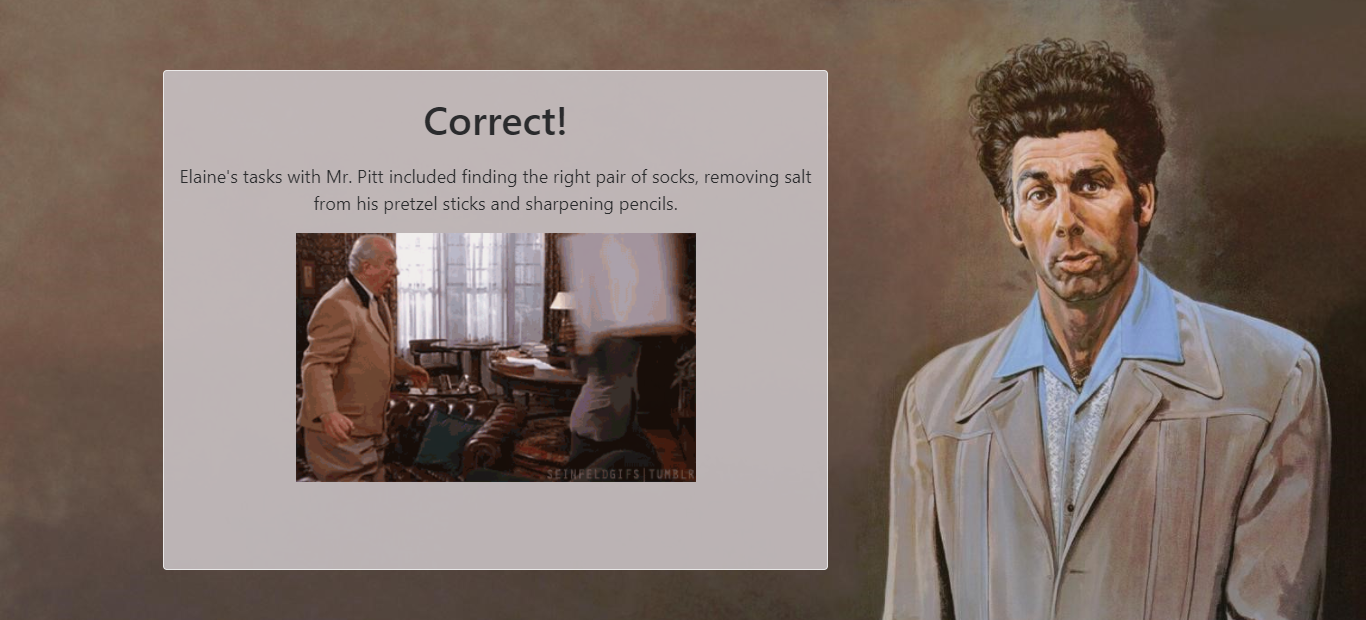 Correct!
Elaine's tasks with Mr. Pitt included finding the right pair of socks, removing salt
from his pretzel sticks and sharpening pencils.
SEINFELDGIFS|TUMBLR